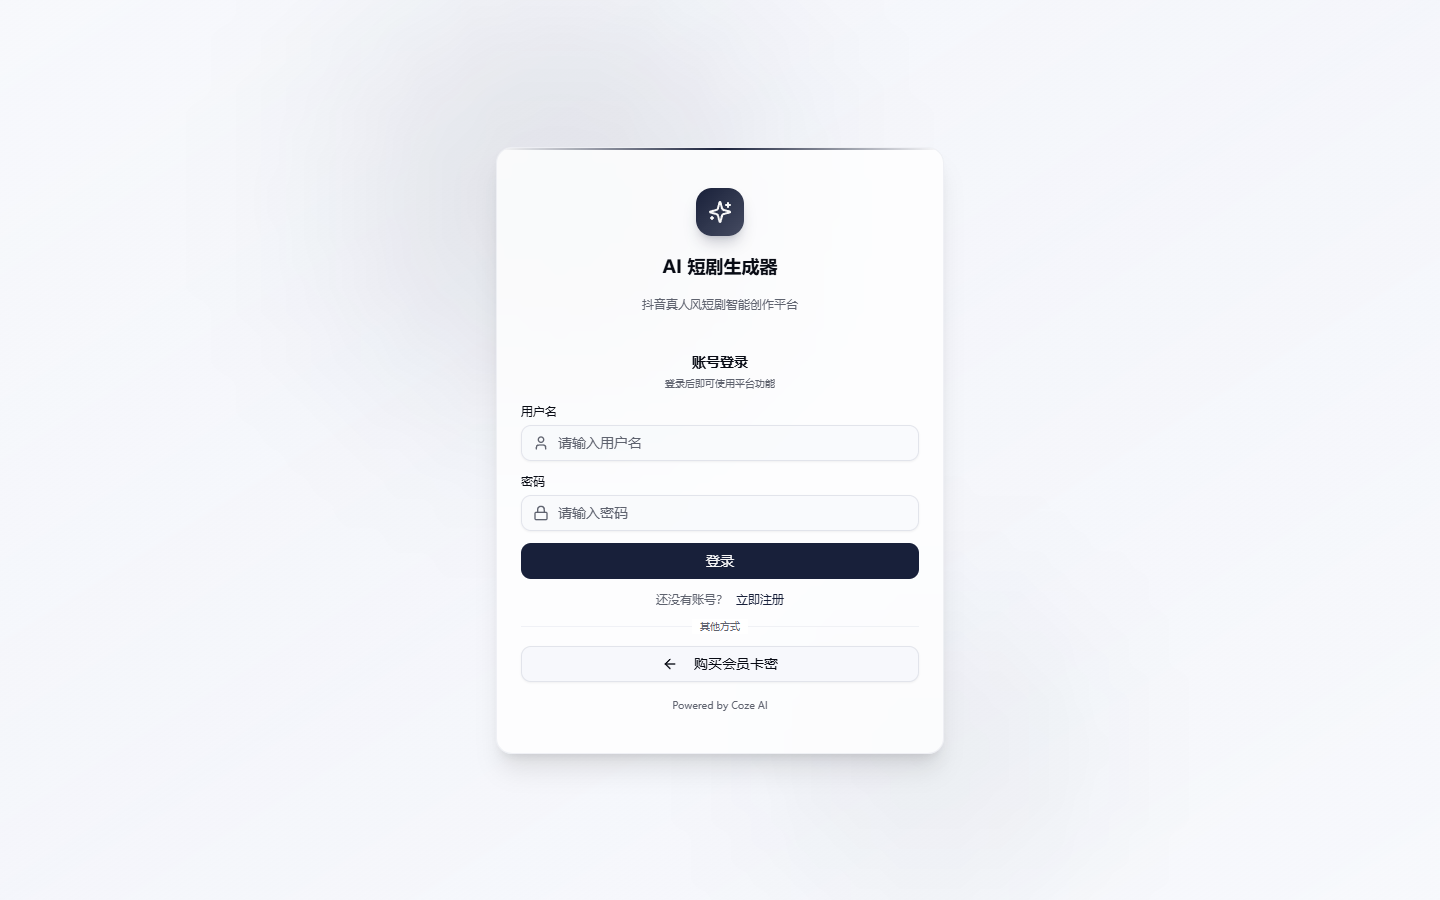 AI 短剧生成器
抖音真人风短剧智能创作平台
账号登录
登录后即可使用平台功能
用户名
请输入用户名
密码
请输入密码
登录
还没有账号？ 立即注册
其他方式
购买会员卡密
Powered by Coze AI